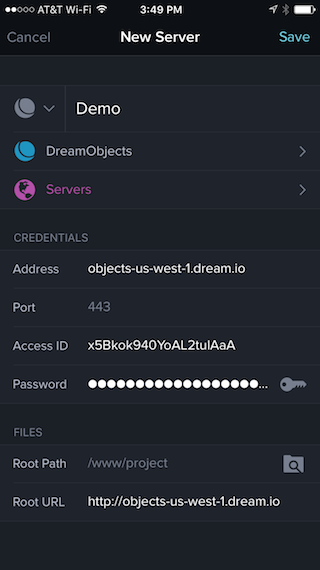 AT&T Wi-Fi 3:49 PM
Cancel New Server Save
Demo
DreamObjects
Servers
CREDENTIALS
Address objects-us-west-1.dream.io
Port 443
Access ID x5Bkok940YoAL2tulAaA
Password ●●●●●●●●●●●●●●●●●●...
FILES
Root Path /www/project
Root URL http://objects-us-west-1.dream.io